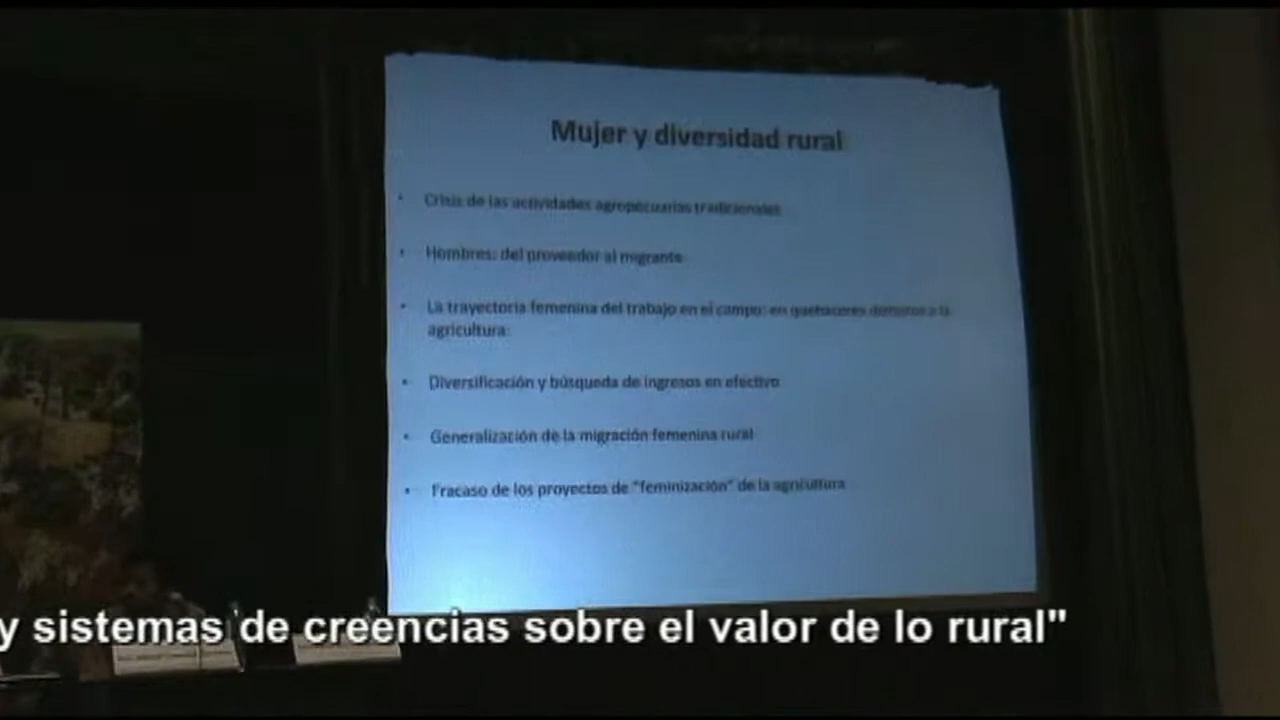 Mujer y diversidad rural
• Crisis de las actividades agropecuarias tradicionales
• Hombres: del proveedor al migrante
• La trayectoria femenina del trabajo en el campo: en quehaceres a la
agricultura:
• Diversificación y búsqueda de ingresos en efectivo
• Generalización de la migración femenina rural
• Fracaso de los proyectos de "feminización" de la agricultura
y sistemas de creencias sobre el valor de lo rural"